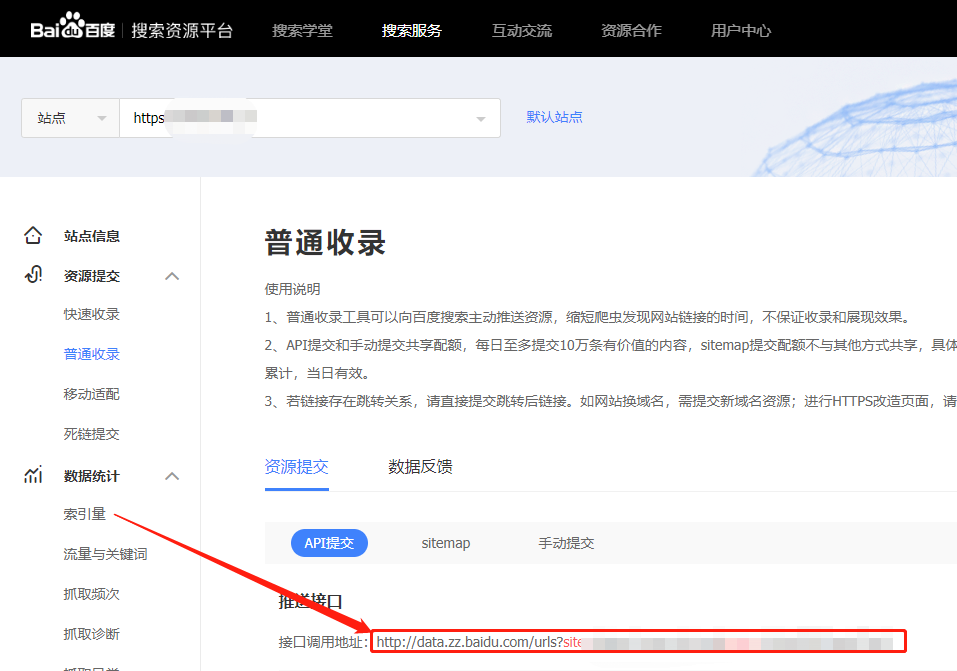 Bai du 百度 搜索资源平台 搜索学堂 搜索服务 互动交流 资源合作 用户中心
站点 https 默认站点
站点信息
资源提交
快速收录
普通收录
移动适配
死链提交
数据统计
索引量
流量与关键词
抓取频次
抓取诊断
普通收录
使用说明
1、普通收录工具可以向百度搜索主动推送资源，缩短爬虫发现网站链接的时间，不保证收录和展现效果。
2、API提交和手动提交共享配额，每日至多提交10万条有价值的内容，sitemap提交配额不与其他方式共享，具体
累计，当日有效。
3、若链接存在跳转关系，请直接提交跳转后链接。如网站换域名，需提交新域名资源；进行HTTPS改造页面，请
资源提交 数据反馈
API提交 sitemap 手动提交
推送接口
接口调用地址： http://data.zz.baidu.com/urls?site